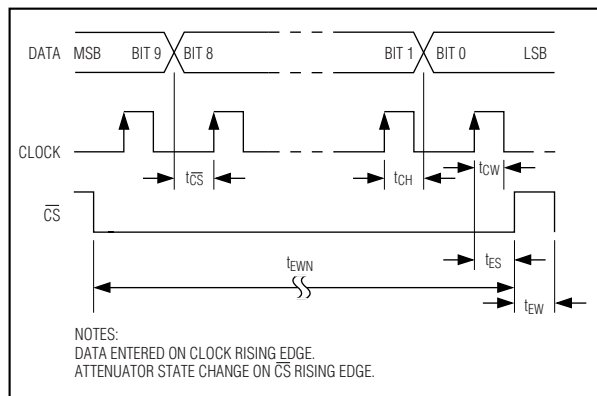 DATA MSB BIT 9 BIT 8 BIT 1 BIT 0 LSB
CLOCK
tCS tCH tCW
CS
tEWN
tES
tEW
NOTES:
DATA ENTERED ON CLOCK RISING EDGE.
ATTENUATOR STATE CHANGE ON CS RISING EDGE.